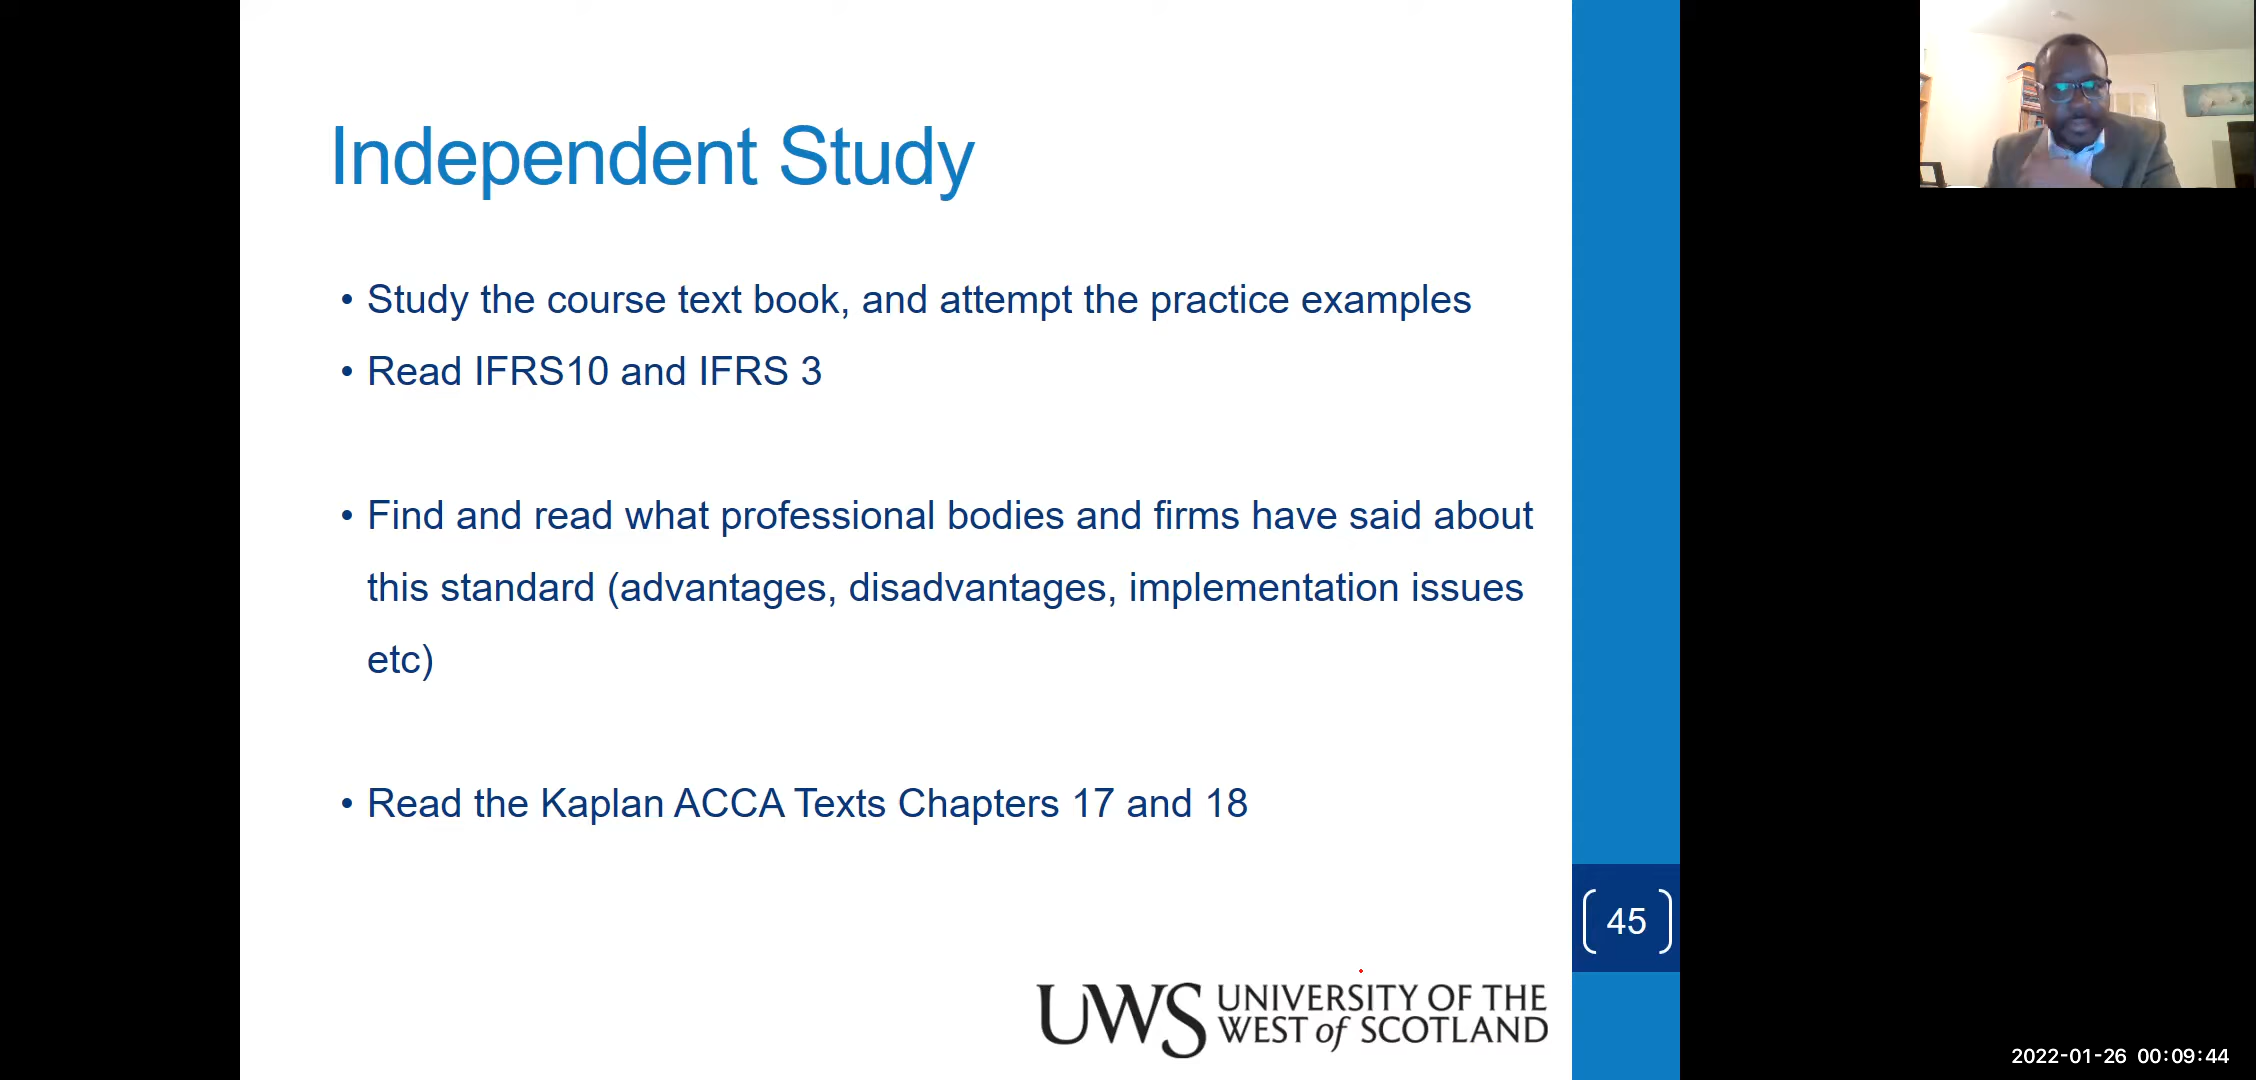 Independent Study
• Study the course text book, and attempt the practice examples
• Read IFRS10 and IFRS 3
• Find and read what professional bodies and firms have said about
this standard (advantages, disadvantages, implementation issues
etc)
• Read the Kaplan ACCA Texts Chapters 17 and 18
45
UWS UNIVERSITY OF THE
WEST of SCOTLAND
2022-01-26 00:09:44